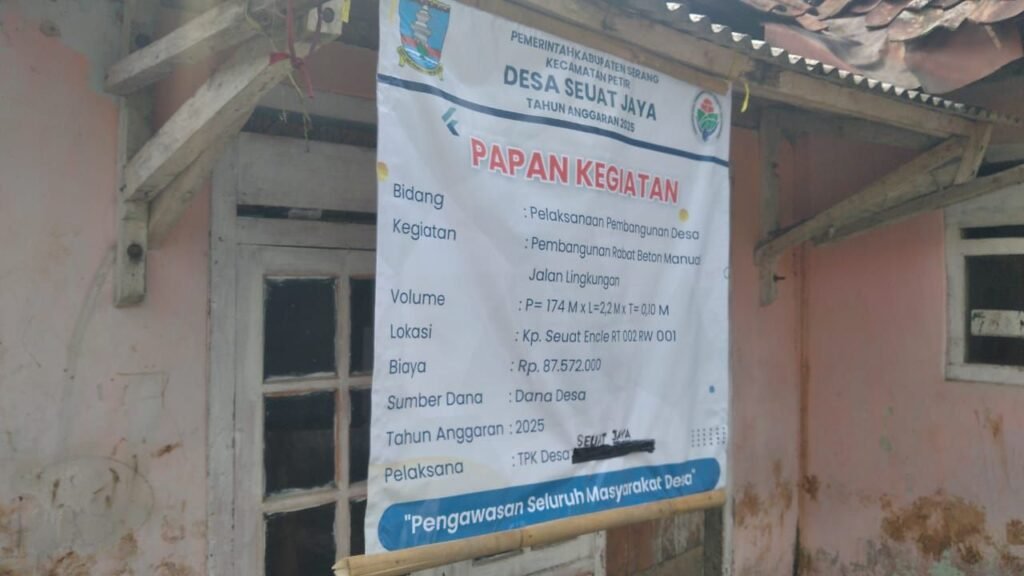 PEMERINTAHKABUPATEN SERANG
KECAMATAN PETIR
DESA SEUAT JAYA
TAHUN ANGGARAN 2025
PAPAN KEGIATAN
Bidang : Pelaksanaan Pembangunan Desa
Kegiatan : Pembangunan Rabat Beton Manual
Jalan Lingkungan
Volume : P= 174 M x L=2,2 M x T= 0,10 M
Lokasi : Kp. Seuat Encle RT 002 RW 001
Biaya : Rp. 87.572.000
Sumber Dana : Dana Desa
Tahun Anggaran : 2025
Pelaksana : TPK Desa SEUAT JAYA
"Pengawasan Seluruh Masyarakat Desa"